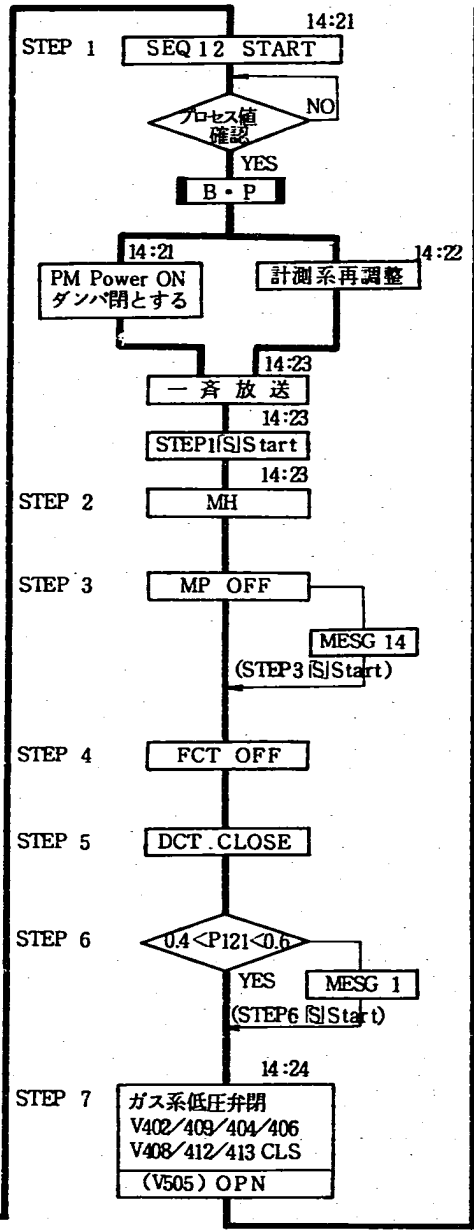 14:21
STEP 1 SEQ12 START
プロセス値 NO
確認
YES
B・P
14:21 14:22
PM Power ON 計測系再調整
ダンパ閉とする
14:23
一斉放送
14:23
STEP1「S」Start
14:23
STEP 2 MH
STEP 3 MP OFF
MESG 14
(STEP3「S」Start)
STEP 4 FCT OFF
STEP 5 DCT.CLOSE
STEP 6 0.4<P121<0.6
YES MESG 1
(STEP6「S」Start)
14:24
STEP 7 ガス系低圧弁閉
V402/409/404/406
V408/412/413 CLS
(V505) OPN